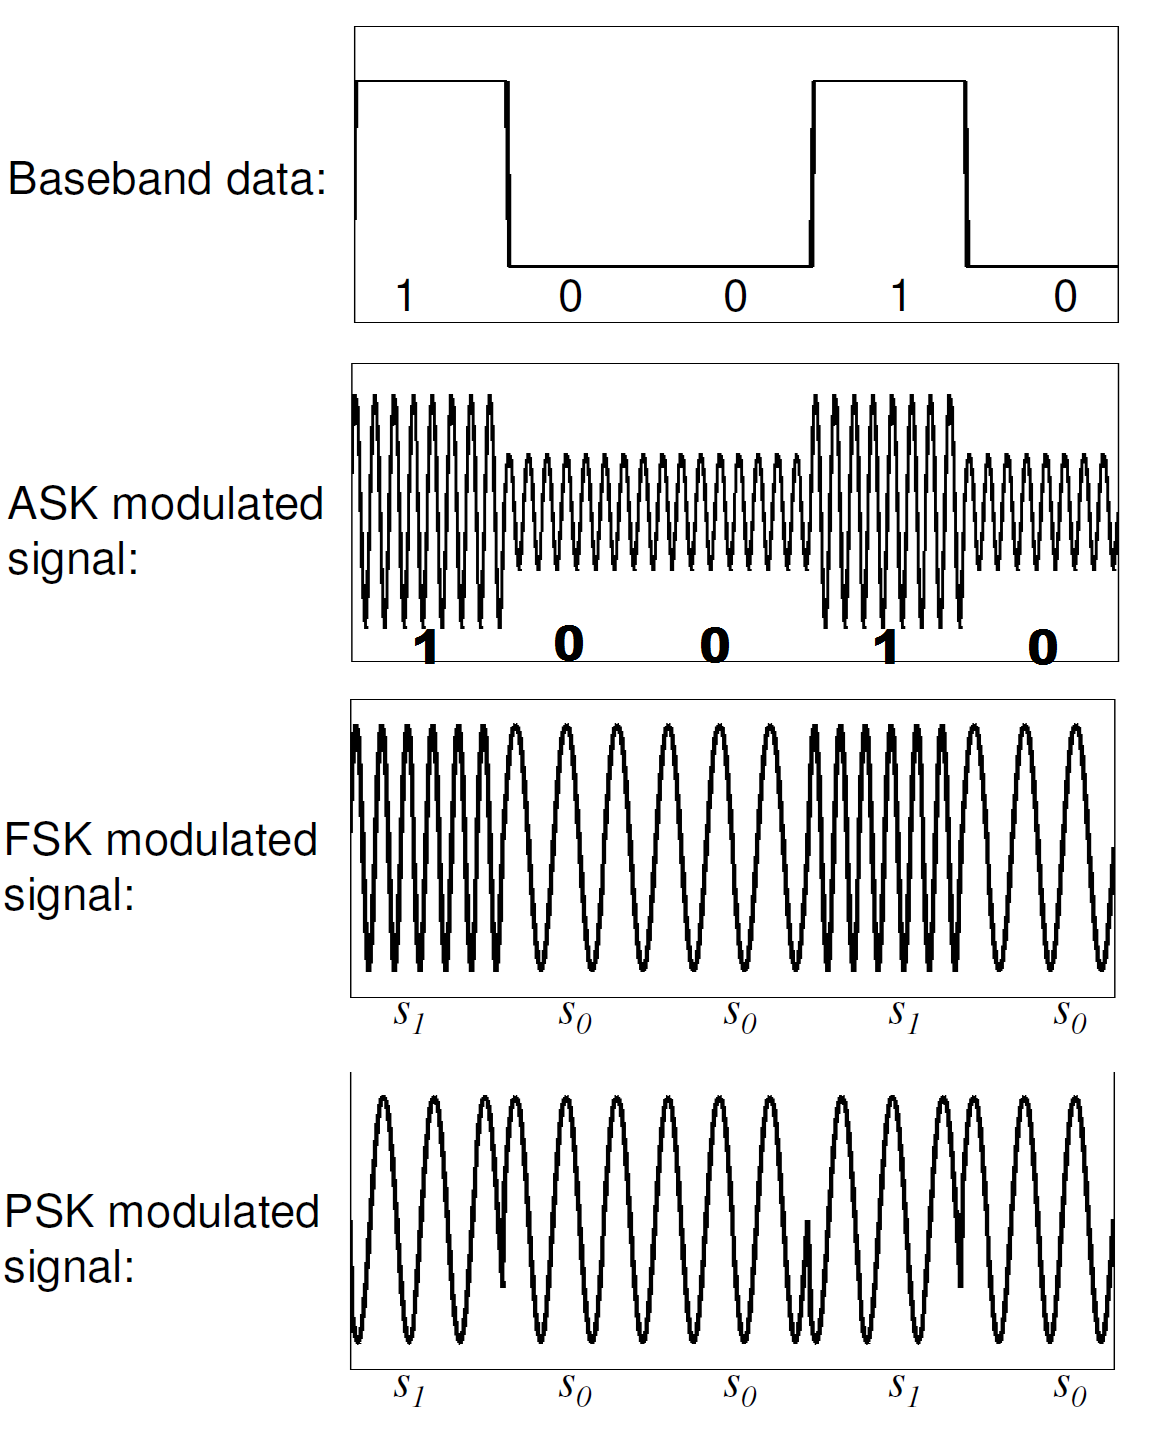 Baseband data:
1 0 0 1 0
ASK modulated
signal:
1 0 0 1 0
FSK modulated
signal:
s1 s0 s0 s1 s0
PSK modulated
signal:
s1 s0 s0 s1 s0